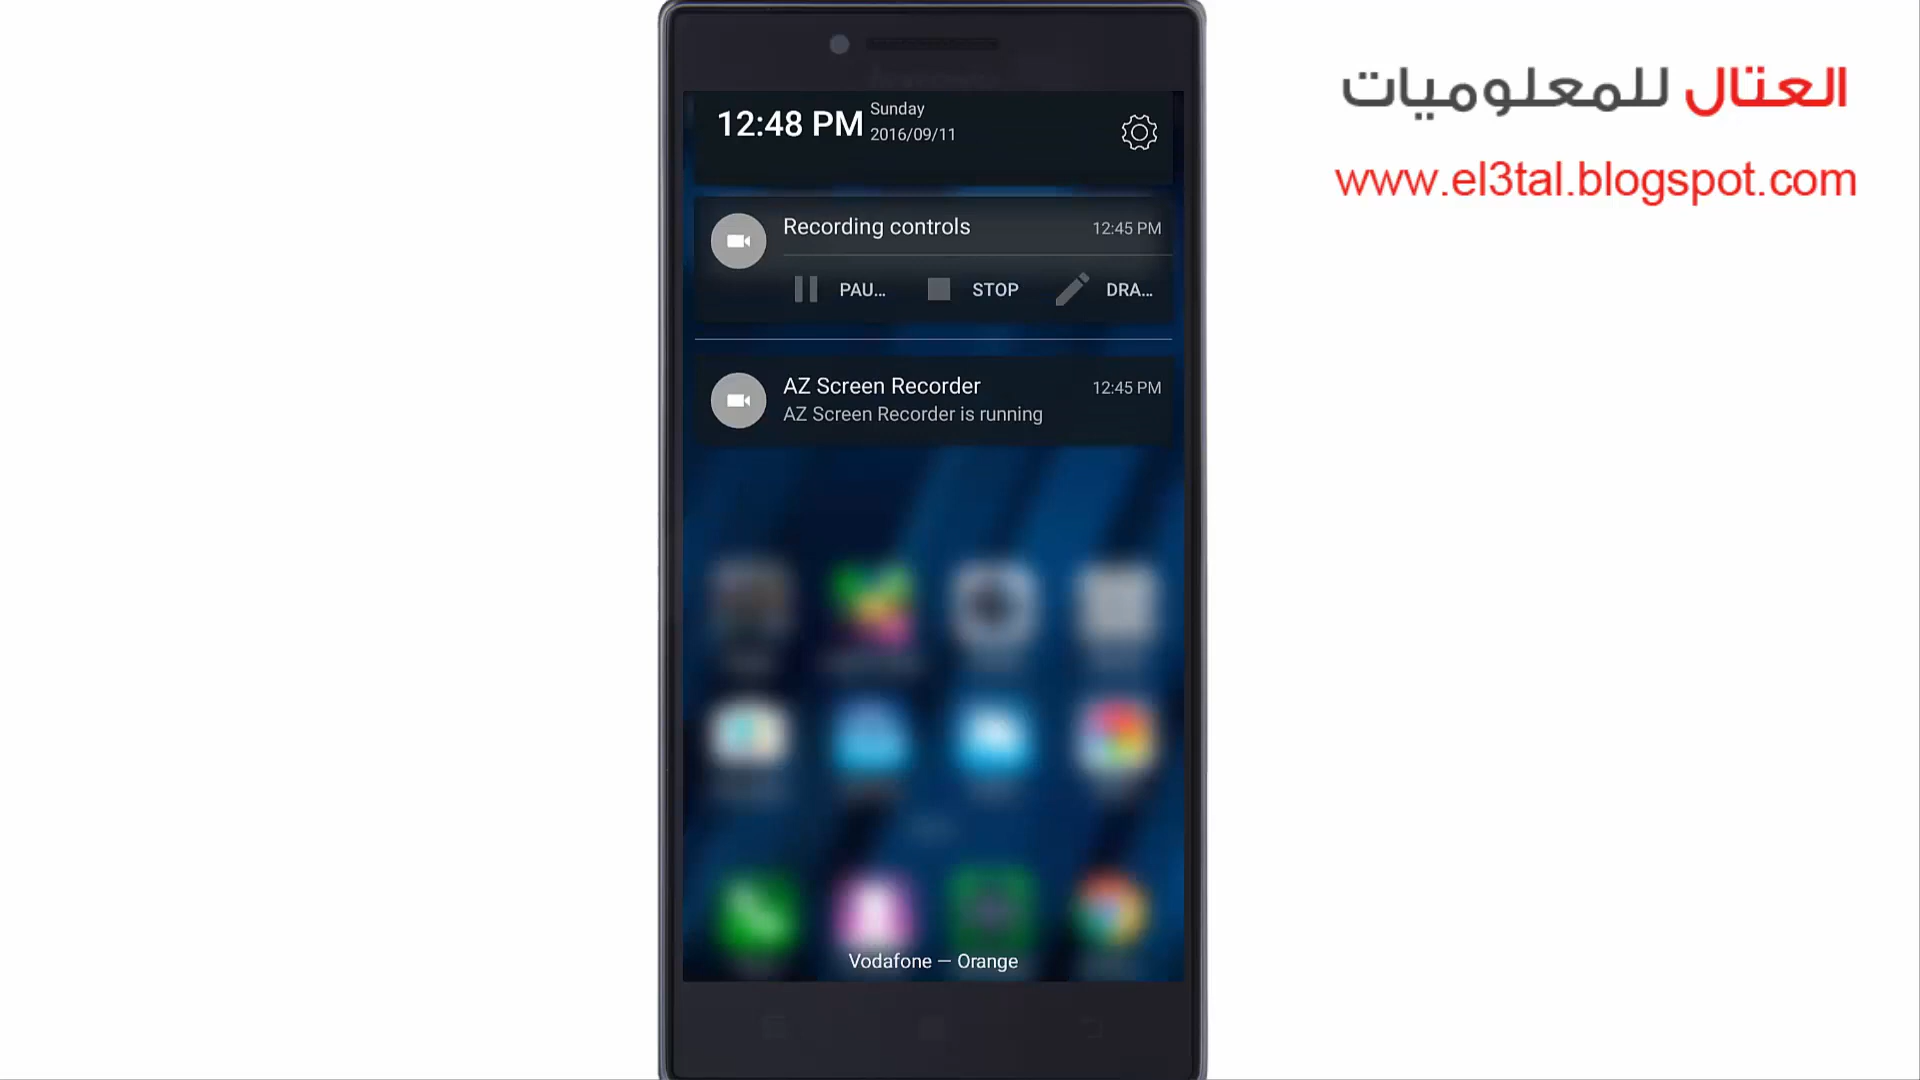 العتال للمعلوميات
www.el3tal.blogspot.com
12:48 PM
Sunday
2016/09/11
Recording controls
12:45 PM
PAU...
STOP
DRA...
AZ Screen Recorder
12:45 PM
AZ Screen Recorder is running
Vodafone — Orange